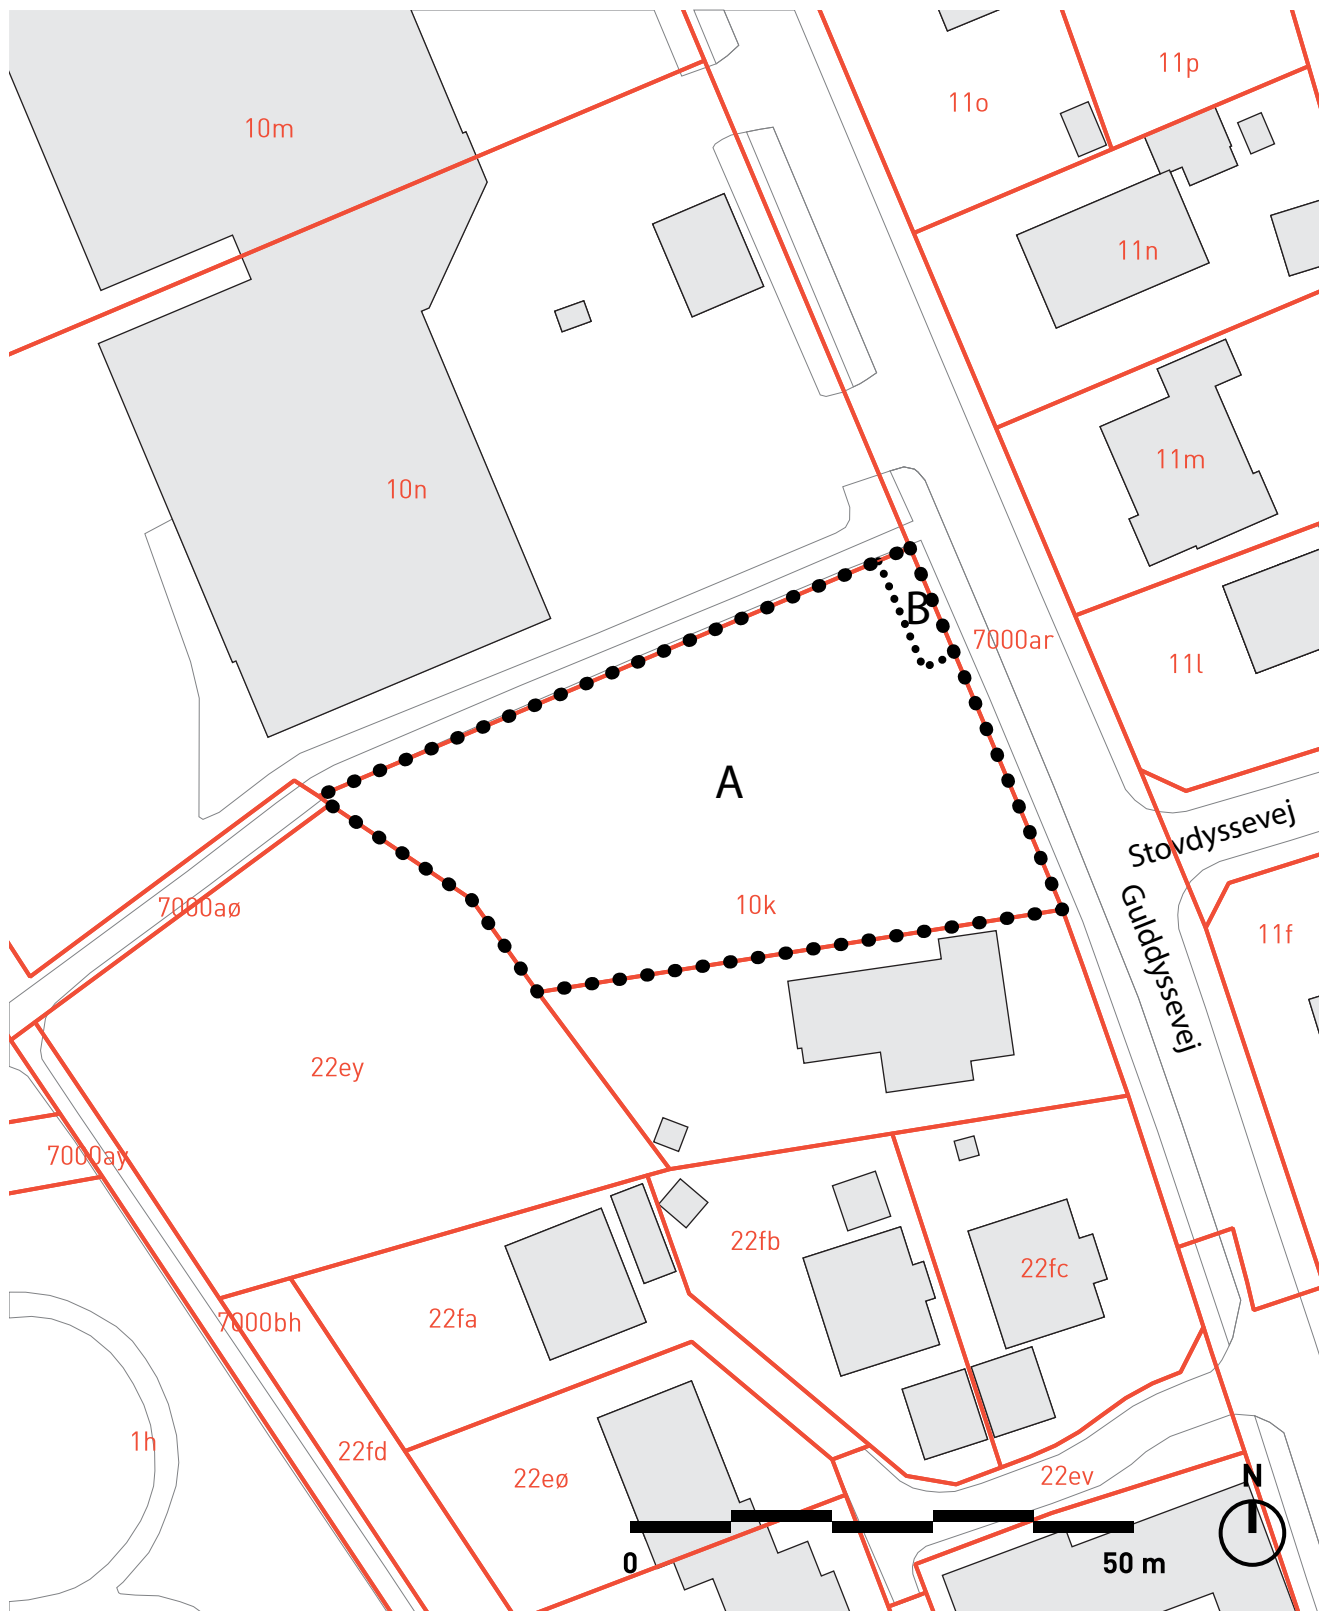 11p
11o
10m
11n
11m
10n
B
7000ar
11l
A
Stovdyssevej
10k
7000aø
Gulddyssevej
11f
22ey
7000ay
22fb
22fc
22fa
7000bh
1h
22fd
22eø
22ev
N
0
50 m